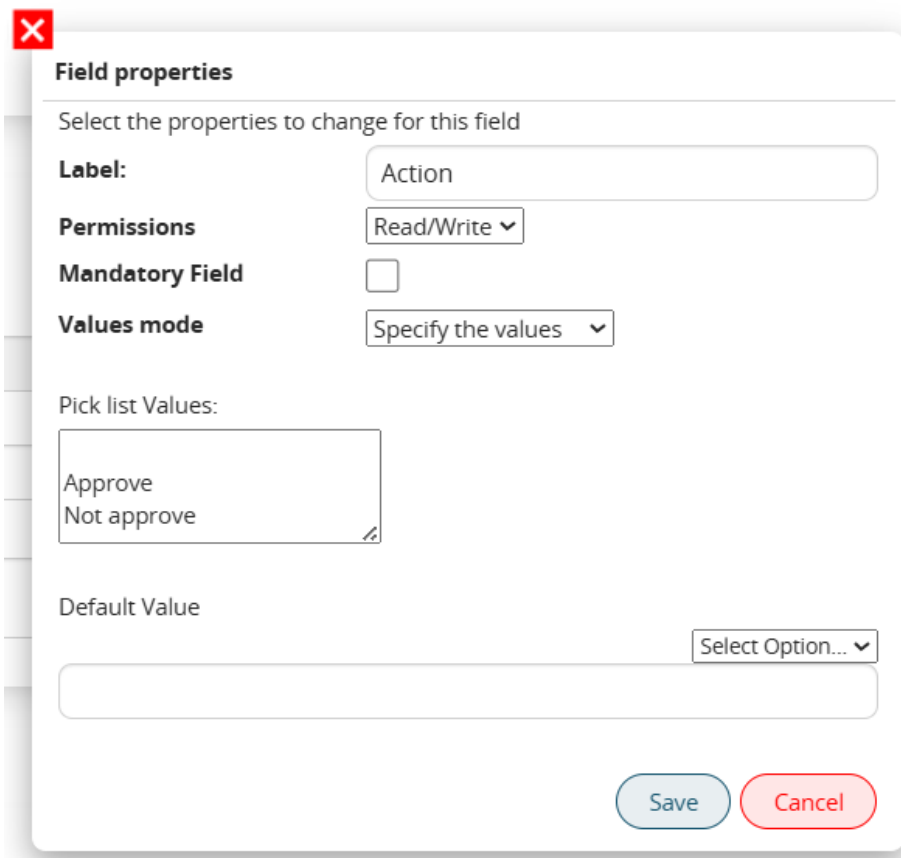 Field properties
Select the properties to change for this field
Label: Action
Permissions Read/Write
Mandatory Field
Values mode Specify the values
Pick list Values:
Approve
Not approve
Default Value
Select Option...
Save Cancel